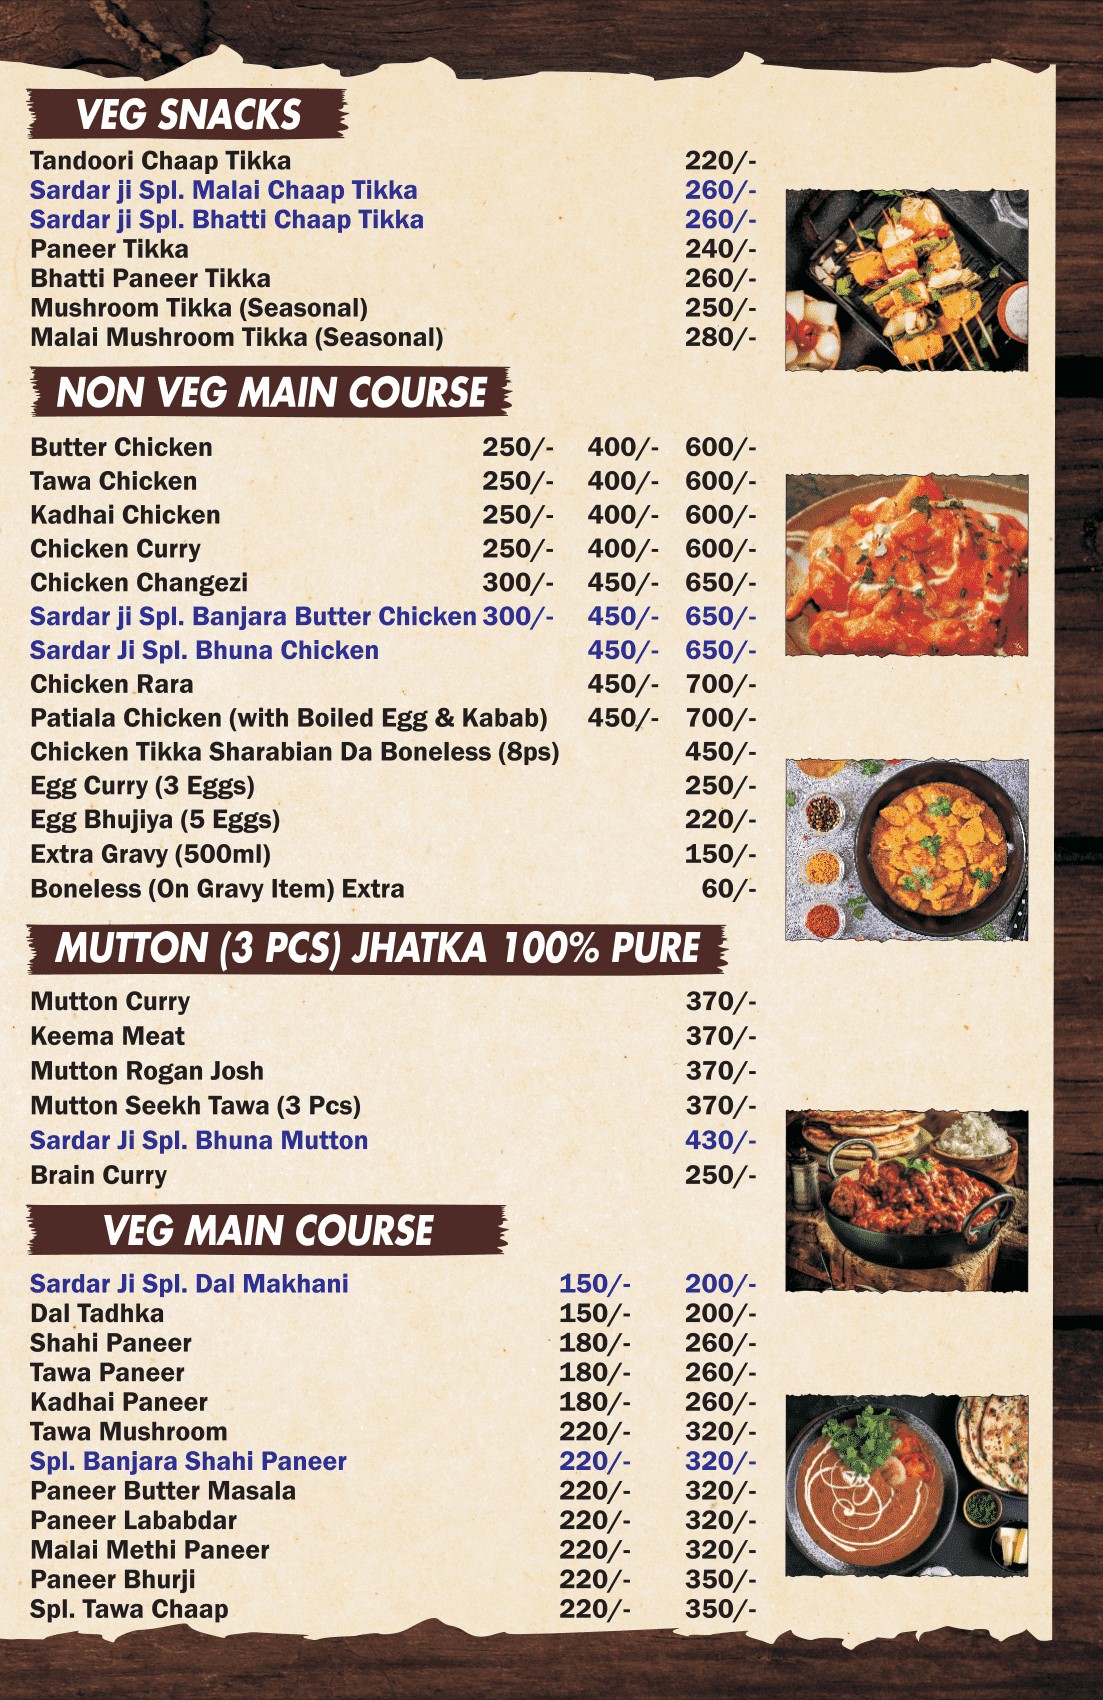 VEG SNACKS
Tandoori Chaap Tikka 220/-
Sardar ji Spl. Malai Chaap Tikka 260/-
Sardar ji Spl. Bhatti Chaap Tikka 260/-
Paneer Tikka 240/-
Bhatti Paneer Tikka 260/-
Mushroom Tikka (Seasonal) 250/-
Malai Mushroom Tikka (Seasonal) 280/-
NON VEG MAIN COURSE
Butter Chicken 250/- 400/- 600/-
Tawa Chicken 250/- 400/- 600/-
Kadhai Chicken 250/- 400/- 600/-
Chicken Curry 250/- 400/- 600/-
Chicken Changezi 300/- 450/- 650/-
Sardar ji Spl. Banjara Butter Chicken 300/- 450/- 650/-
Sardar Ji Spl. Bhuna Chicken 450/- 650/-
Chicken Rara 450/- 700/-
Patiala Chicken (with Boiled Egg & Kabab) 450/- 700/-
Chicken Tikka Sharabian Da Boneless (8ps) 450/-
Egg Curry (3 Eggs) 250/-
Egg Bhujiya (5 Eggs) 220/-
Extra Gravy (500ml) 150/-
Boneless (On Gravy Item) Extra 60/-
MUTTON (3 PCS) JHATKA 100% PURE
Mutton Curry 370/-
Keema Meat 370/-
Mutton Rogan Josh 370/-
Mutton Seekh Tawa (3 Pcs) 370/-
Sardar Ji Spl. Bhuna Mutton 430/-
Brain Curry 250/-
VEG MAIN COURSE
Sardar Ji Spl. Dal Makhani 150/- 200/-
Dal Tadhka 150/- 200/-
Shahi Paneer 180/- 260/-
Tawa Paneer 180/- 260/-
Kadhai Paneer 180/- 260/-
Tawa Mushroom 220/- 320/-
Spl. Banjara Shahi Paneer 220/- 320/-
Paneer Butter Masala 220/- 320/-
Paneer Lababdar 220/- 320/-
Malai Methi Paneer 220/- 320/-
Paneer Bhurji 220/- 350/-
Spl. Tawa Chaap 220/- 350/-